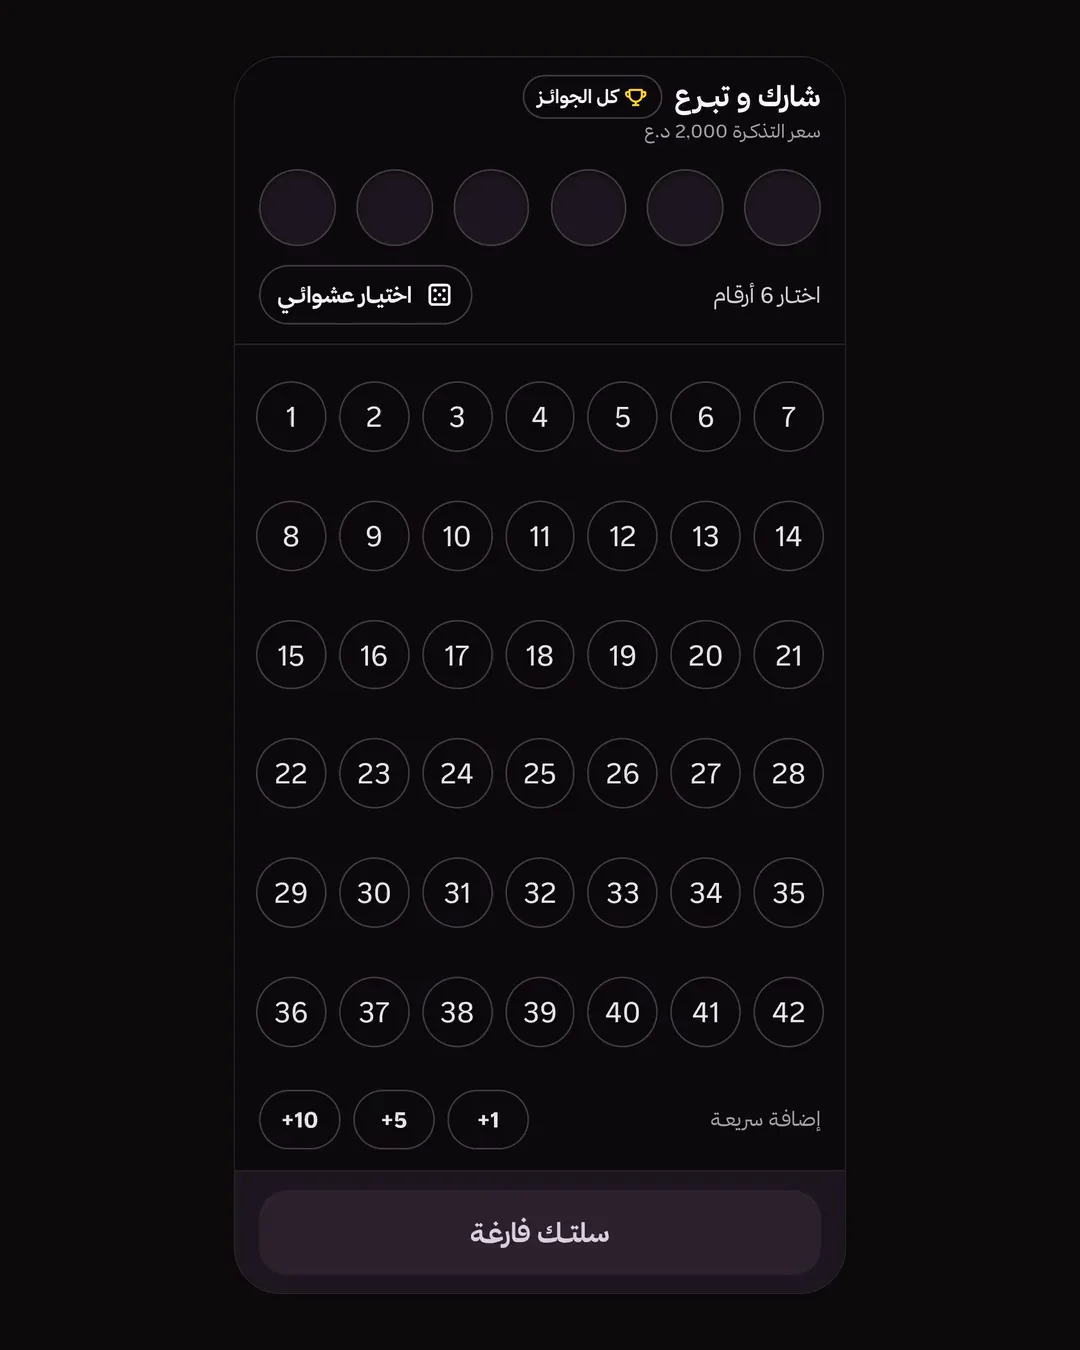 شارك و تبرع
كل الجوائز
سعر التذكرة 2,000 د.ع
اختار 6 أرقام
اختيار عشوائي
1 2 3 4 5 6 7
8 9 10 11 12 13 14
15 16 17 18 19 20 21
22 23 24 25 26 27 28
29 30 31 32 33 34 35
36 37 38 39 40 41 42
إضافة سريعة
+1 +5 +10
سلتك فارغة